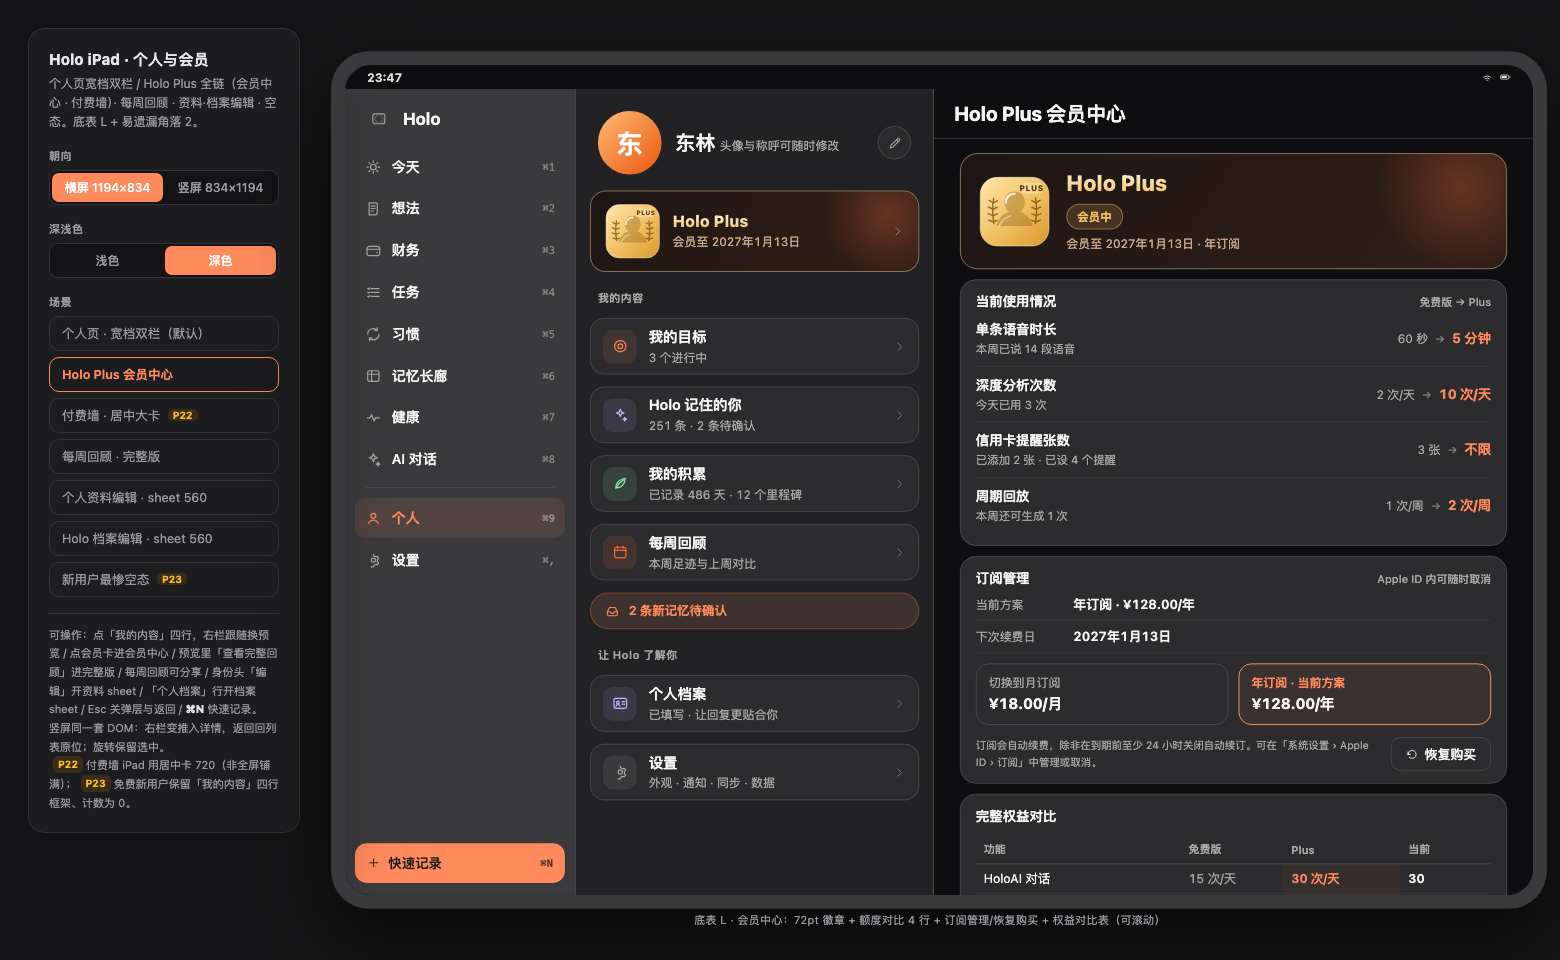 Holo iPad · 个人与会员
个人页宽档双栏 / Holo Plus 全链（会员中
心 · 付费墙）· 每周回顾 · 资料·档案编辑 · 空
态。底表 L + 易遗漏角落 2。
朝向
横屏 1194×834
竖屏 834×1194
深浅色
浅色
深色
场景
个人页 · 宽档双栏（默认）
Holo Plus 会员中心
付费墙 · 居中大卡 P22
每周回顾 · 完整版
个人资料编辑 · sheet 560
Holo 档案编辑 · sheet 560
新用户最惨空态 P23
可操作：点「我的内容」四行，右栏跟随换预
览 / 点会员卡进会员中心 / 预览里「查看完整回
顾」进完整版 / 每周回顾可分享 / 身份头「编
辑」开资料 sheet / 「个人档案」行开档案
sheet / Esc 关弹层与返回 / ⌘N 快速记录。
竖屏同一套 DOM：右栏变推入详情，返回回列
表原位；旋转保留选中。
P22 付费墙 iPad 用居中卡 720（非全屏铺
满）； P23 免费新用户保留「我的内容」四行
框架、计数为 0。
23:47
Holo
今天 ⌘1
想法 ⌘2
财务 ⌘3
任务 ⌘4
习惯 ⌘5
记忆长廊 ⌘6
健康 ⌘7
AI 对话 ⌘8
个人 ⌘9
设置 ⌘,
+ 快速记录 ⌘N
东
东林 头像与称呼可随时修改
PLUS
Holo Plus
会员至 2027年1月13日
我的内容
我的目标
3 个进行中
Holo 记住的你
251 条 · 2 条待确认
我的积累
已记录 486 天 · 12 个里程碑
每周回顾
本周足迹与上周对比
2 条新记忆待确认
让 Holo 了解你
个人档案
已填写 · 让回复更贴合你
设置
外观 · 通知 · 同步 · 数据
Holo Plus 会员中心
PLUS
Holo Plus
会员中
会员至 2027年1月13日 · 年订阅
当前使用情况 免费版 → Plus
单条语音时长
本周已说 14 段语音
60 秒 → 5 分钟
深度分析次数
今天已用 3 次
2 次/天 → 10 次/天
信用卡提醒张数
已添加 2 张 · 已设 4 个提醒
3 张 → 不限
周期回放
本周还可生成 1 次
1 次/周 → 2 次/周
订阅管理 Apple ID 内可随时取消
当前方案 年订阅 · ¥128.00/年
下次续费日 2027年1月13日
切换到月订阅
¥18.00/月
年订阅 · 当前方案
¥128.00/年
订阅会自动续费，除非在到期前至少 24 小时关闭自动续订。可在「系统设置 › Apple
ID › 订阅」中管理或取消。
恢复购买
完整权益对比
功能 免费版 Plus 当前
HoloAI 对话 15 次/天 30 次/天 30
底表 L · 会员中心：72pt 徽章 + 额度对比 4 行 + 订阅管理/恢复购买 + 权益对比表（可滚动）